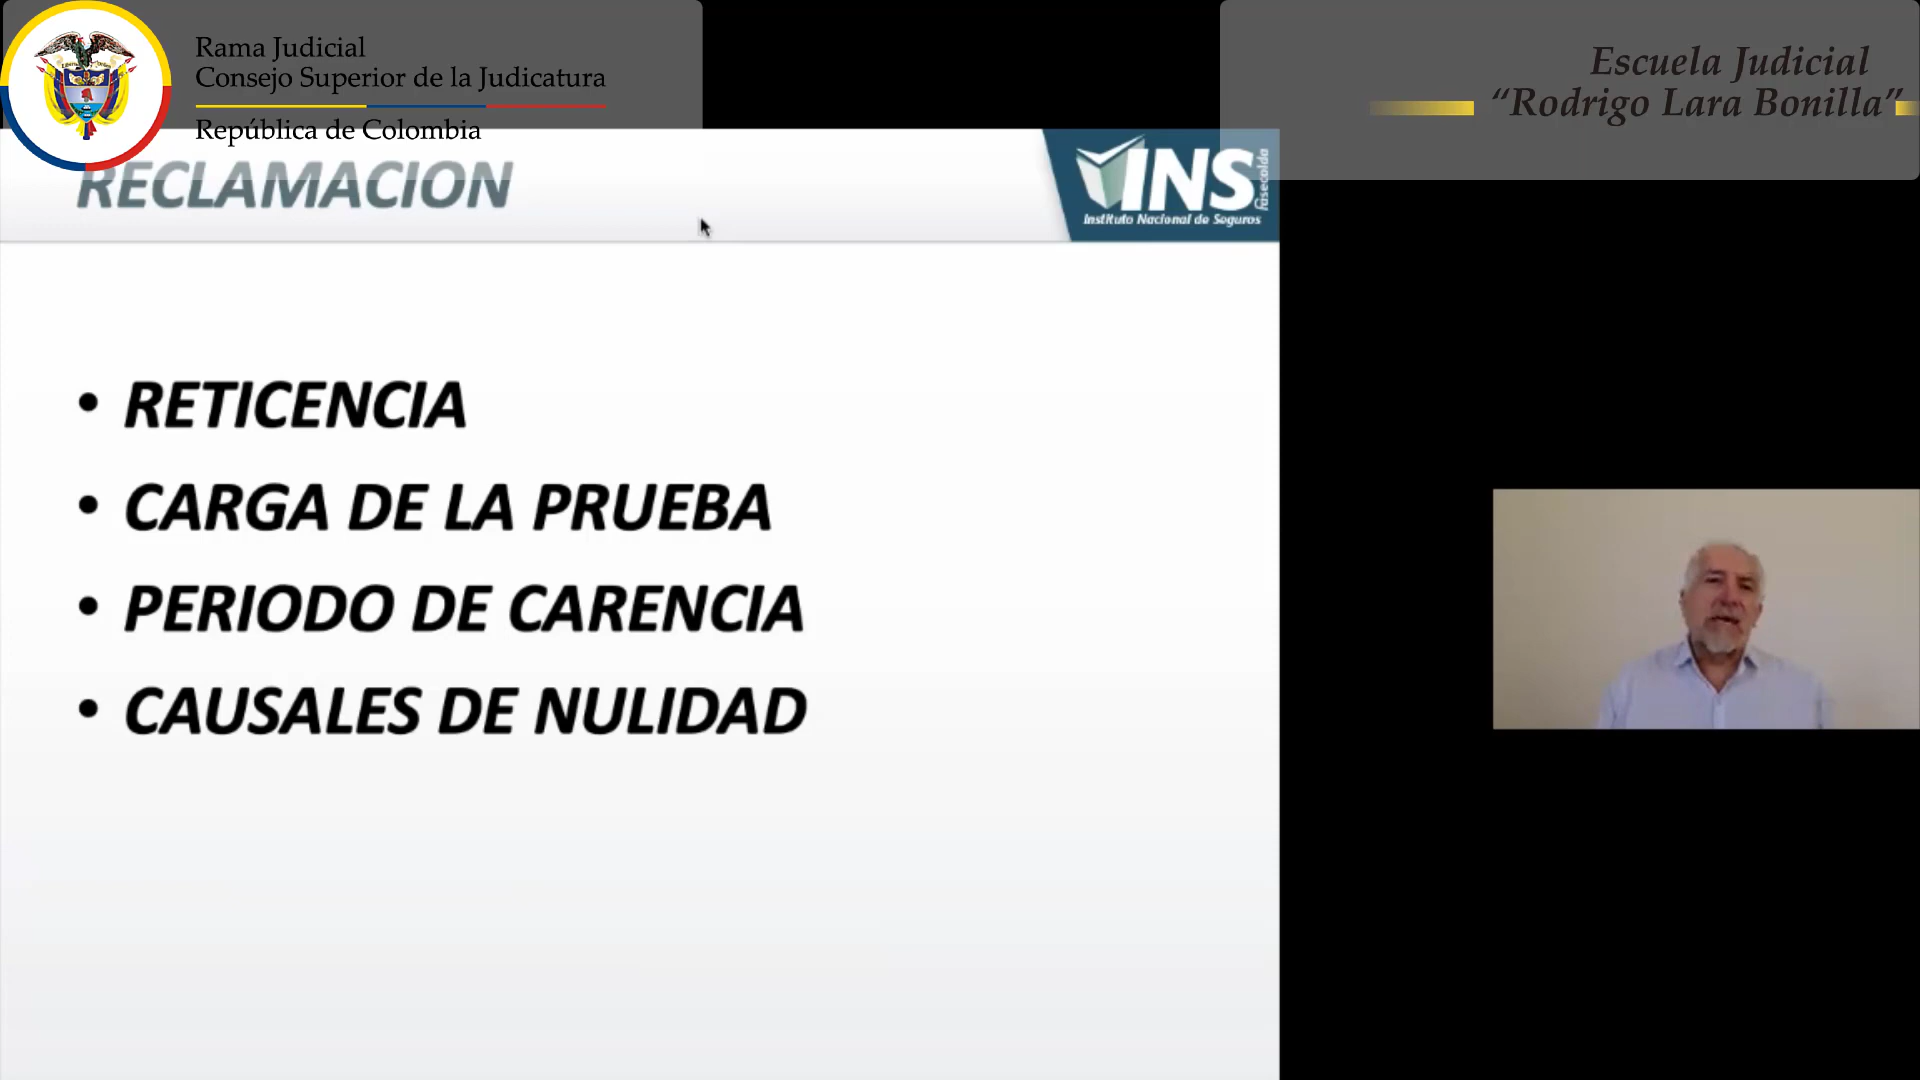 Rama Judicial
Consejo Superior de la Judicatura
República de Colombia
Escuela Judicial
“Rodrigo Lara Bonilla”
RECLAMACION
INS
fasecolda
Instituto Nacional de Seguros
• RETICENCIA
• CARGA DE LA PRUEBA
• PERIODO DE CARENCIA
• CAUSALES DE NULIDAD